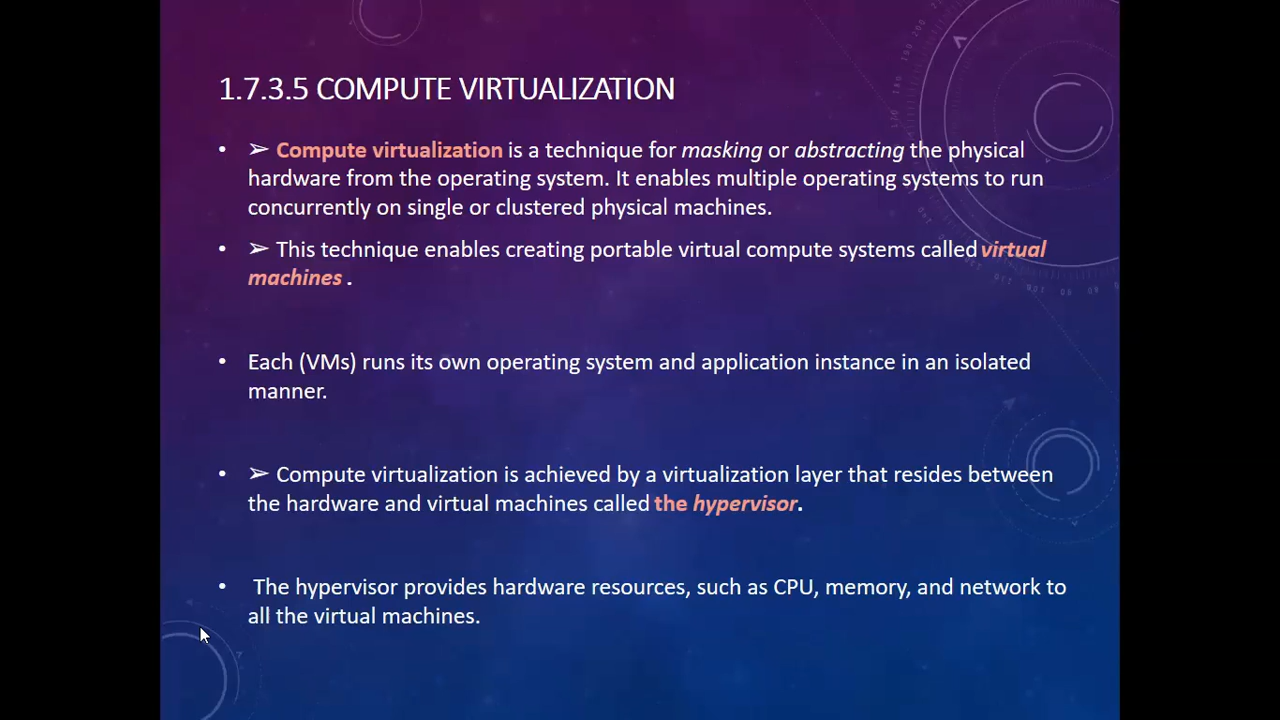 1.7.3.5 COMPUTE VIRTUALIZATION
• ➢ Compute virtualization is a technique for masking or abstracting the physical
hardware from the operating system. It enables multiple operating systems to run
concurrently on single or clustered physical machines.
• ➢ This technique enables creating portable virtual compute systems called virtual
machines .
• Each (VMs) runs its own operating system and application instance in an isolated
manner.
• ➢ Compute virtualization is achieved by a virtualization layer that resides between
the hardware and virtual machines called the hypervisor.
• The hypervisor provides hardware resources, such as CPU, memory, and network to
all the virtual machines.